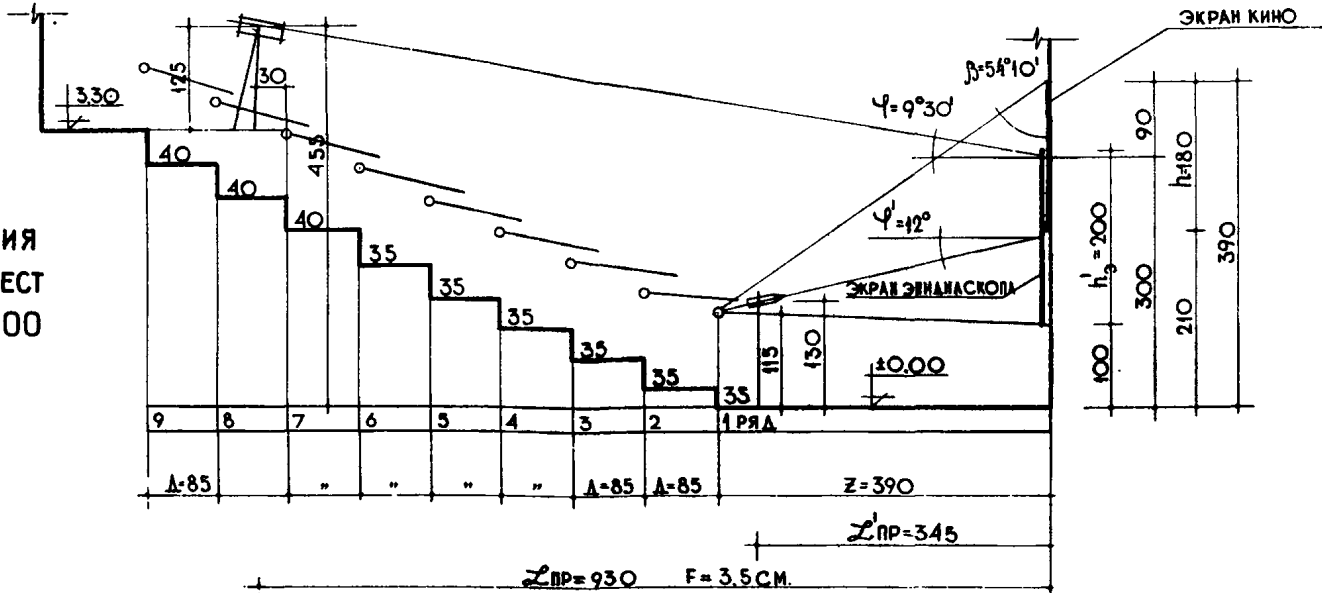 ЭКРАН КИНО
β=54°10'
125
30
3.30
φ=9°30'
90
h=180
40
455
40
40
ИЯ
ЕСТ
00
φ'=12°
h'э=200
390
35
35
ЭКРАН ЭПИДИАСКОПА
300
210
35
35
115
130
±0.00
100
35
35
9
8
7
6
5
4
3
2
1 РЯД
Δ=85
"
"
"
"
Δ=85
Δ=85
Z=390
ℒ'ПР=345
ℒПР=930
F=3.5 СМ.